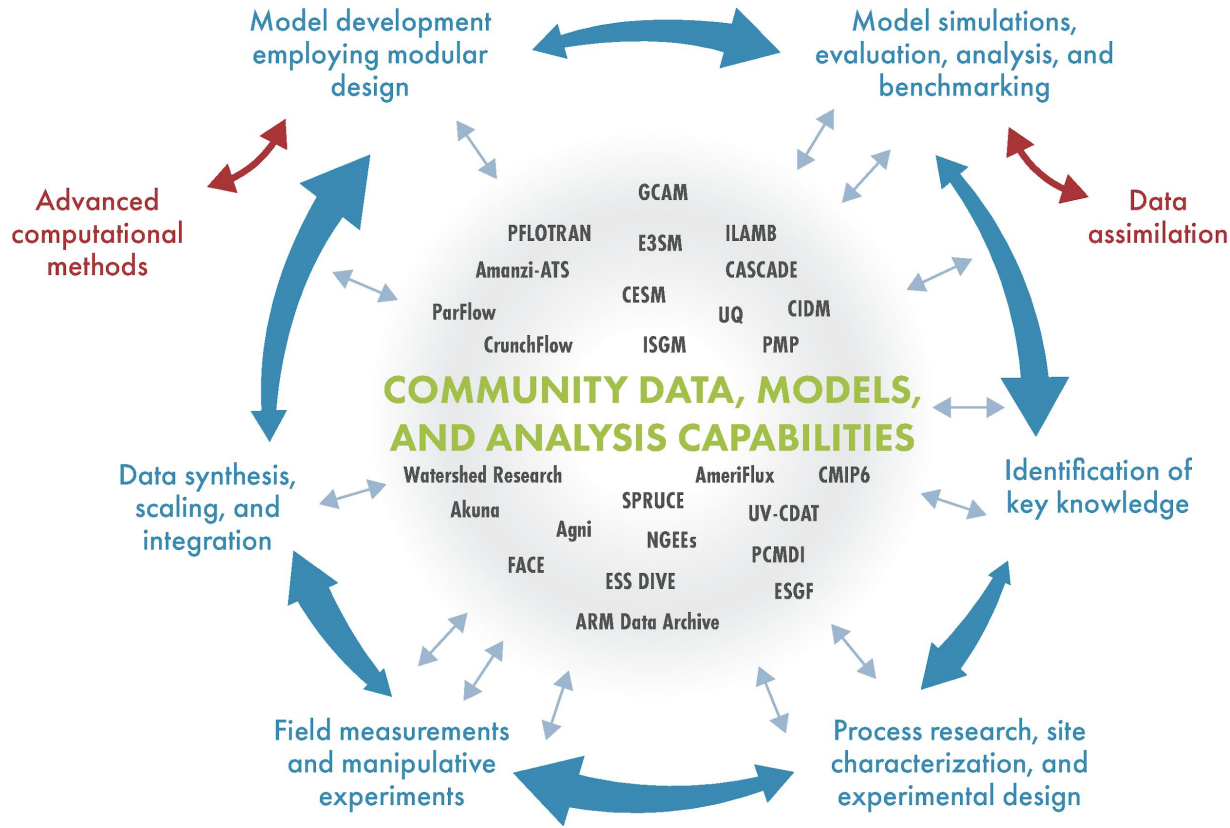 Model development
employing modular
design
Model simulations,
evaluation, analysis, and
benchmarking
Advanced
computational
methods
Data
assimilation
GCAM
PFLOTRAN
E3SM
ILAMB
Amanzi-ATS
CASCADE
CESM
ParFlow
UQ
CIDM
CrunchFlow
ISGM
PMP
COMMUNITY DATA, MODELS,
AND ANALYSIS CAPABILITIES
Data synthesis,
scaling, and
integration
Identification of
key knowledge
Watershed Research
AmeriFlux
CMIP6
Akuna
SPRUCE
UV-CDAT
Agni
NGEEs
PCMDI
FACE
ESS DIVE
ESGF
ARM Data Archive
Field measurements
and manipulative
experiments
Process research, site
characterization, and
experimental design